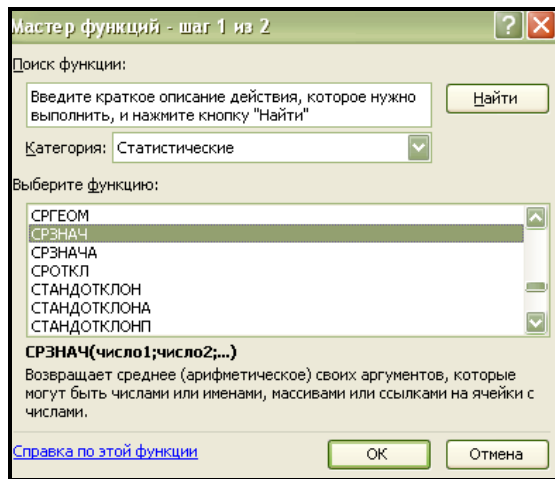 Мастер функций - шаг 1 из 2
Поиск функции:
Введите краткое описание действия, которое нужно
выполнить, и нажмите кнопку "Найти"
Найти
Категория: Статистические
Выберите функцию:
СРГЕОМ
СРЗНАЧ
СРЗНАЧА
СРОТКЛ
СТАНДОТКЛОН
СТАНДОТКЛОНА
СТАНДОТКЛОНП
СРЗНАЧ(число1;число2;...)
Возвращает среднее (арифметическое) своих аргументов, которые
могут быть числами или именами, массивами или ссылками на ячейки с
числами.
Справка по этой функции
ОК
Отмена